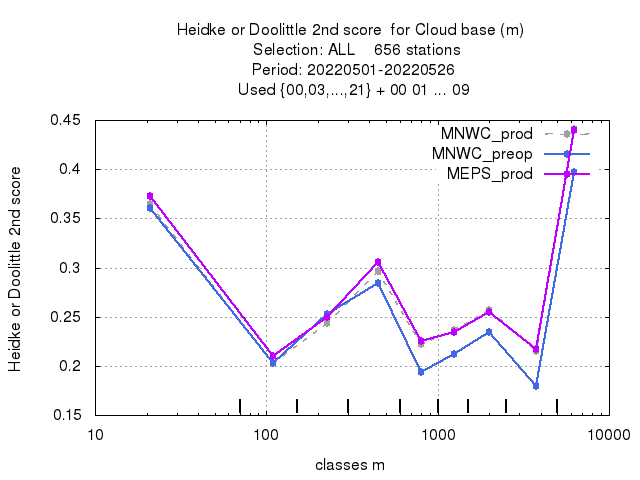 Heidke or Doolittle 2nd score  for Cloud base (m)
Selection: ALL    656 stations
Period: 20220501-20220526
Used {00,03,...,21} + 00 01 ... 09
MNWC_prod
MNWC_preop
MEPS_prod
Heidke or Doolittle 2nd score
0.45
0.4
0.35
0.3
0.25
0.2
0.15
10 100 1000 10000
classes m